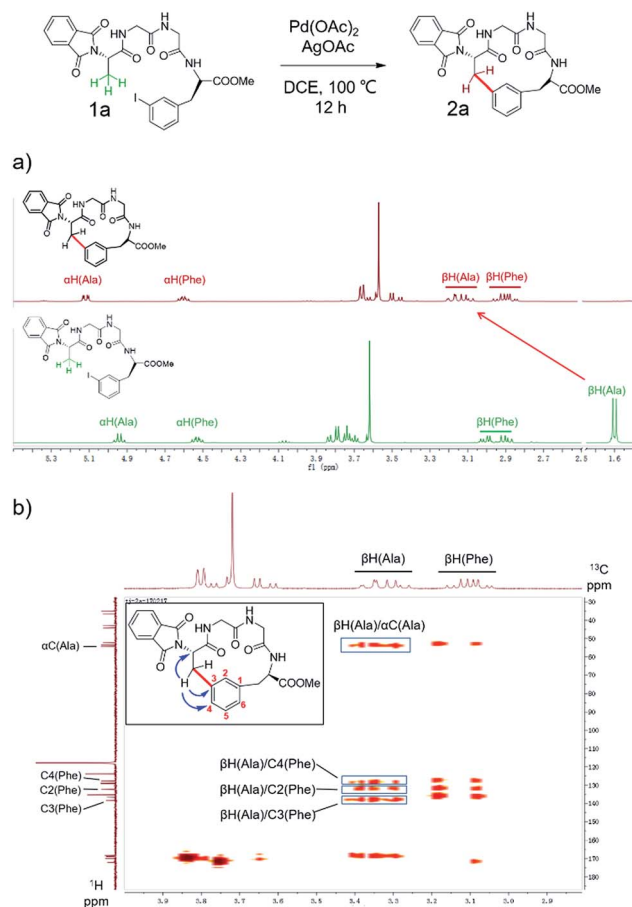 Pd(OAc)2
AgOAc
DCE, 100 ℃
12 h
1a
2a
O
N
O
O
H
N
O
H
N
O
NH
COOMe
H
H
H
I
O
N
O
O
H
N
O
H
N
O
NH
COOMe
H
H
a)
O
N
O
O
H
N
O
H
N
O
NH
COOMe
H
H
αH(Ala)
αH(Phe)
βH(Ala)
βH(Phe)
O
N
O
O
H
N
O
H
N
O
NH
COOMe
H
H
H
I
αH(Ala)
αH(Phe)
βH(Phe)
βH(Ala)
5.3 5.1 4.9 4.7 4.5 4.3 4.1 3.9 3.7 3.5 3.3 3.1 2.9 2.7 2.5 1.6
f1 (ppm)
b)
βH(Ala)
βH(Phe)
13C
ppm
O
N
O
O
H
N
O
H
N
O
NH
COOMe
H
H
1
2
3
4
5
6
βH(Ala)/αC(Ala)
αC(Ala)
βH(Ala)/C4(Phe)
βH(Ala)/C2(Phe)
βH(Ala)/C3(Phe)
C4(Phe)
C2(Phe)
C3(Phe)
30
40
50
60
70
80
90
100
110
120
130
140
150
160
170
180
1H
ppm
3.9 3.8 3.7 3.6 3.5 3.4 3.3 3.2 3.1 3.0 2.9